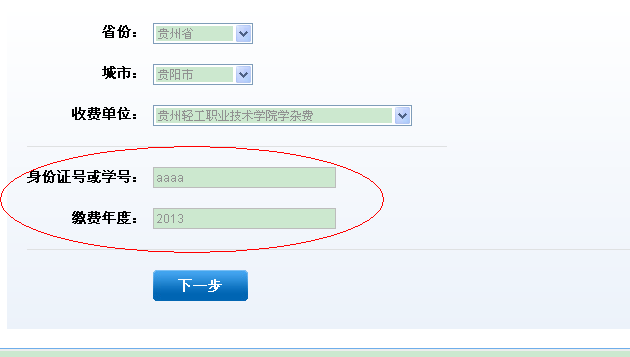 省份： 贵州省
城市： 贵阳市
收费单位： 贵州轻工职业技术学院学杂费
身份证号或学号： aaaa
缴费年度： 2013
下一步